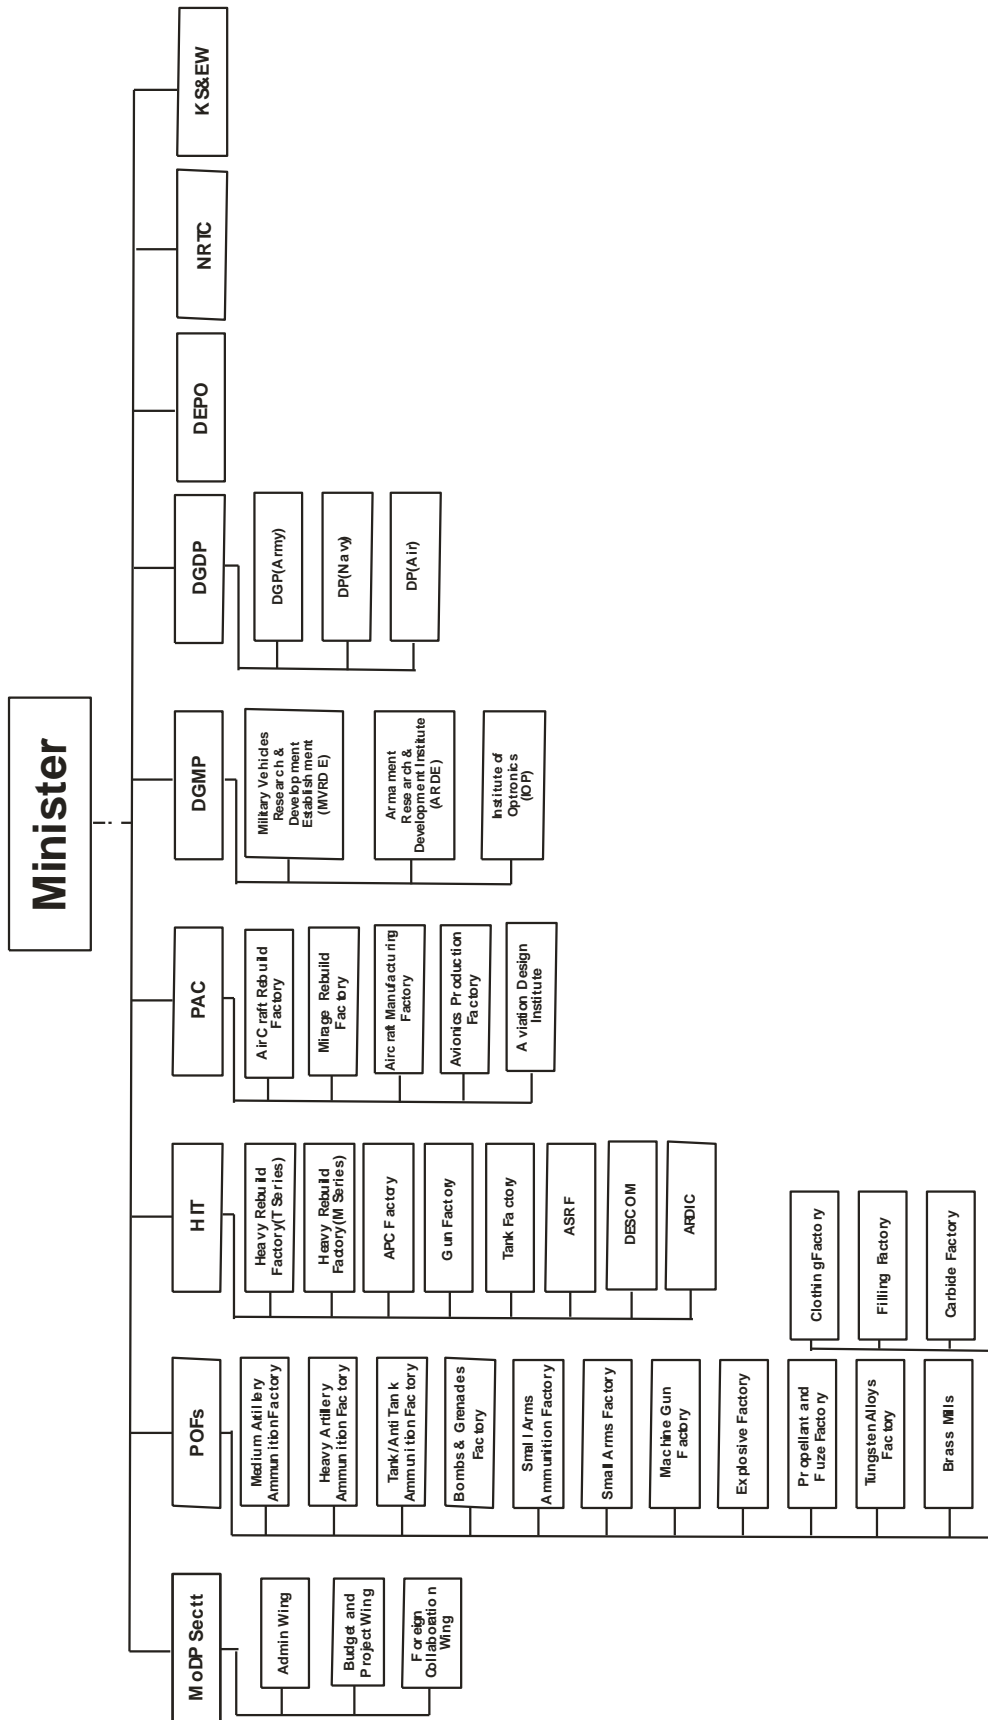 Minister
MoDP Sectt
POFs
HIT
PAC
DGMP
DGDP
DEPO
NRTC
KS&EW
Admin Wing
Budget and
Project Wing
Foreign
Collaboration
Wing
Medium Artillery
Ammunition Factory
Heavy Artillery
Ammunition Factory
Tank/Anti Tank
Ammunition Factory
Bombs & Grenades
Factory
Small Arms
Ammunition Factory
Small Arms Factory
Machine Gun
Factory
Explosive Factory
Propellant and
Fuze Factory
Tungsten Alloys
Factory
Brass Mills
Clothing Factory
Filling Factory
Carbide Factory
Heavy Rebuild
Factory(T Series)
Heavy Rebuild
Factory(M Series)
APC Factory
Gun Factory
Tank Factory
ASRF
DESCOM
ARDIC
AirCraft Rebuild
Factory
Mirage Rebuild
Factory
Aircraft Manufacturing
Factory
Avionics Production
Factory
Aviation Design
Institute
Military Vehicles
Research &
Development
Establishment
(MVRDE)
Armament
Research &
Development Institute
(ARDE)
Institute of
Optronics
(IOP)
DGP(Army)
DP(Navy)
DP(Air)